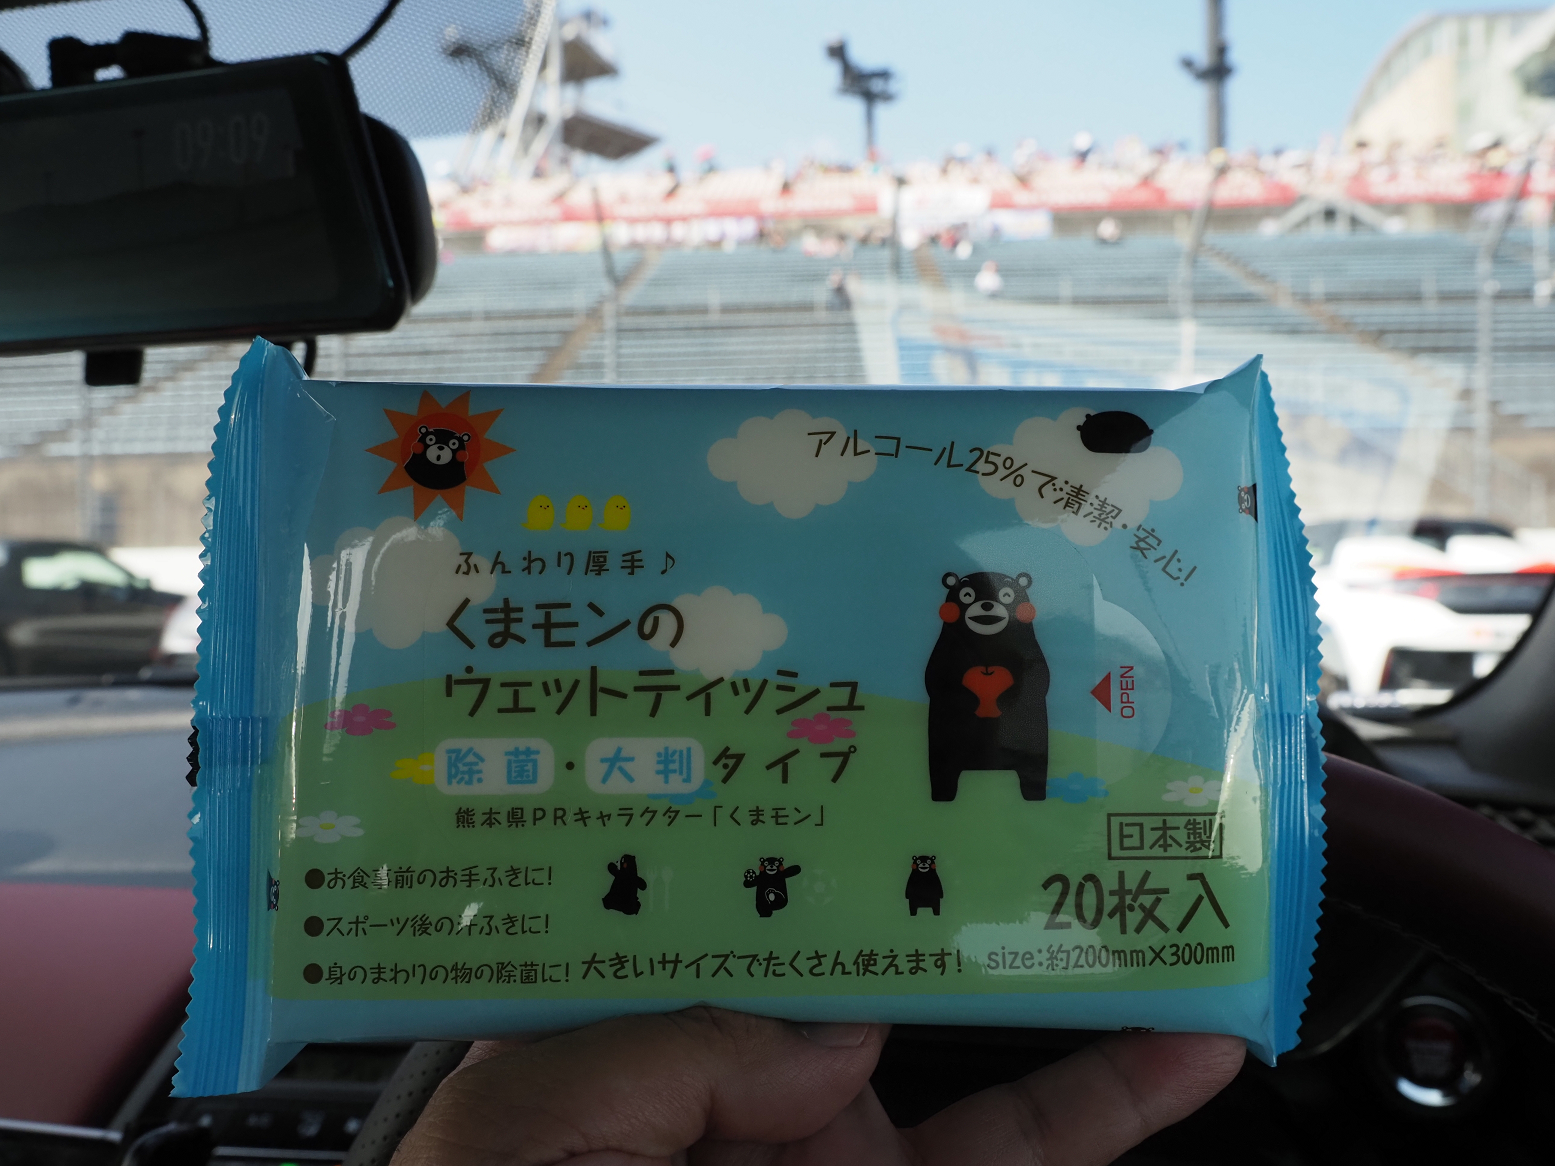 09:09
アルコール25%で清潔・安心!
ふんわり厚手♪
くまモンの
ウェットティッシュ
除菌・大判タイプ
熊本県PRキャラクター「くまモン」
OPEN
日本製
●お食事前のお手ふきに!
●スポーツ後の汗ふきに!
●身のまわりの物の除菌に!
大きいサイズでたくさん使えます!
20枚入
size:約200mm×300mm